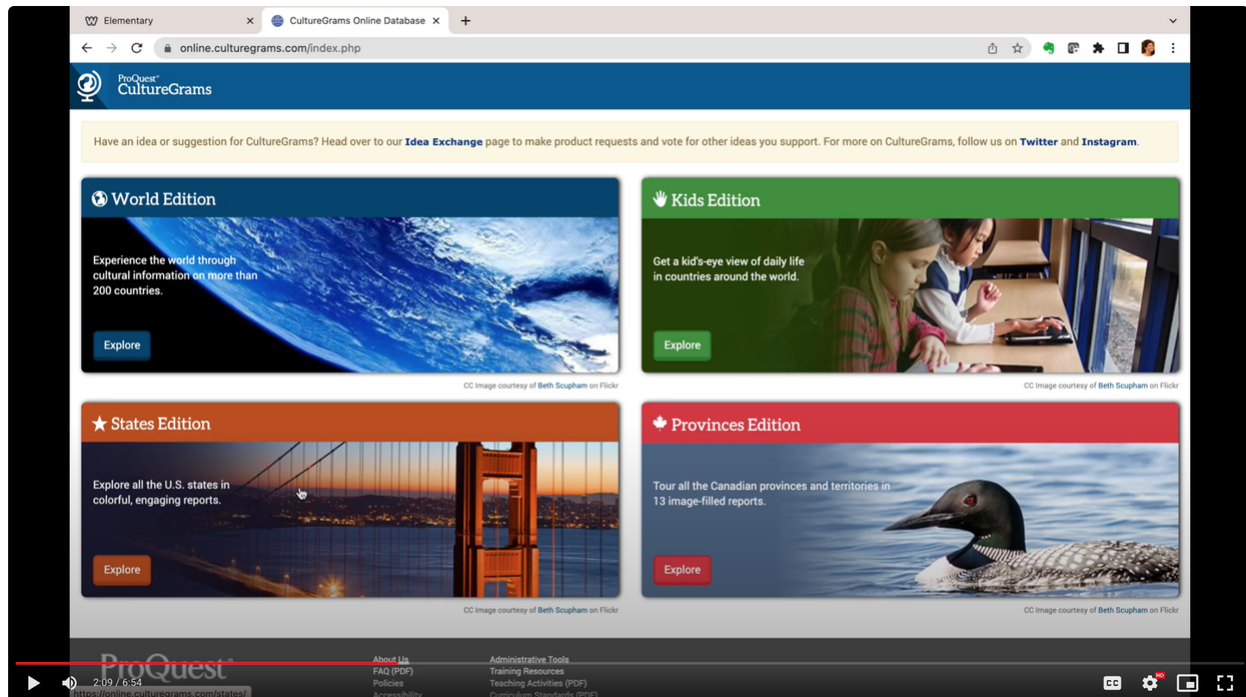 Elementary
CultureGrams Online Database
online.culturegrams.com/index.php
ProQuest®
CultureGrams
Have an idea or suggestion for CultureGrams? Head over to our Idea Exchange page to make product requests and vote for other ideas you support. For more on CultureGrams, follow us on Twitter and Instagram.
World Edition
Experience the world through
cultural information on more than
200 countries.
Explore
CC Image courtesy of Beth Scupham on Flickr
Kids Edition
Get a kid's-eye view of daily life
in countries around the world.
Explore
CC Image courtesy of Beth Scupham on Flickr
States Edition
Explore all the U.S. states in
colorful, engaging reports.
Explore
CC Image courtesy of Beth Scupham on Flickr
Provinces Edition
Tour all the Canadian provinces and territories in
13 image-filled reports.
Explore
CC Image courtesy of Beth Scupham on Flickr
ProQuest®
About Us
FAQ (PDF)
Policies
Accessibility
Administrative Tools
Training Resources
Teaching Activities (PDF)
Curriculum Standards (PDF)
2:09 / 6:54
https://online.culturegrams.com/states/
CC
HD